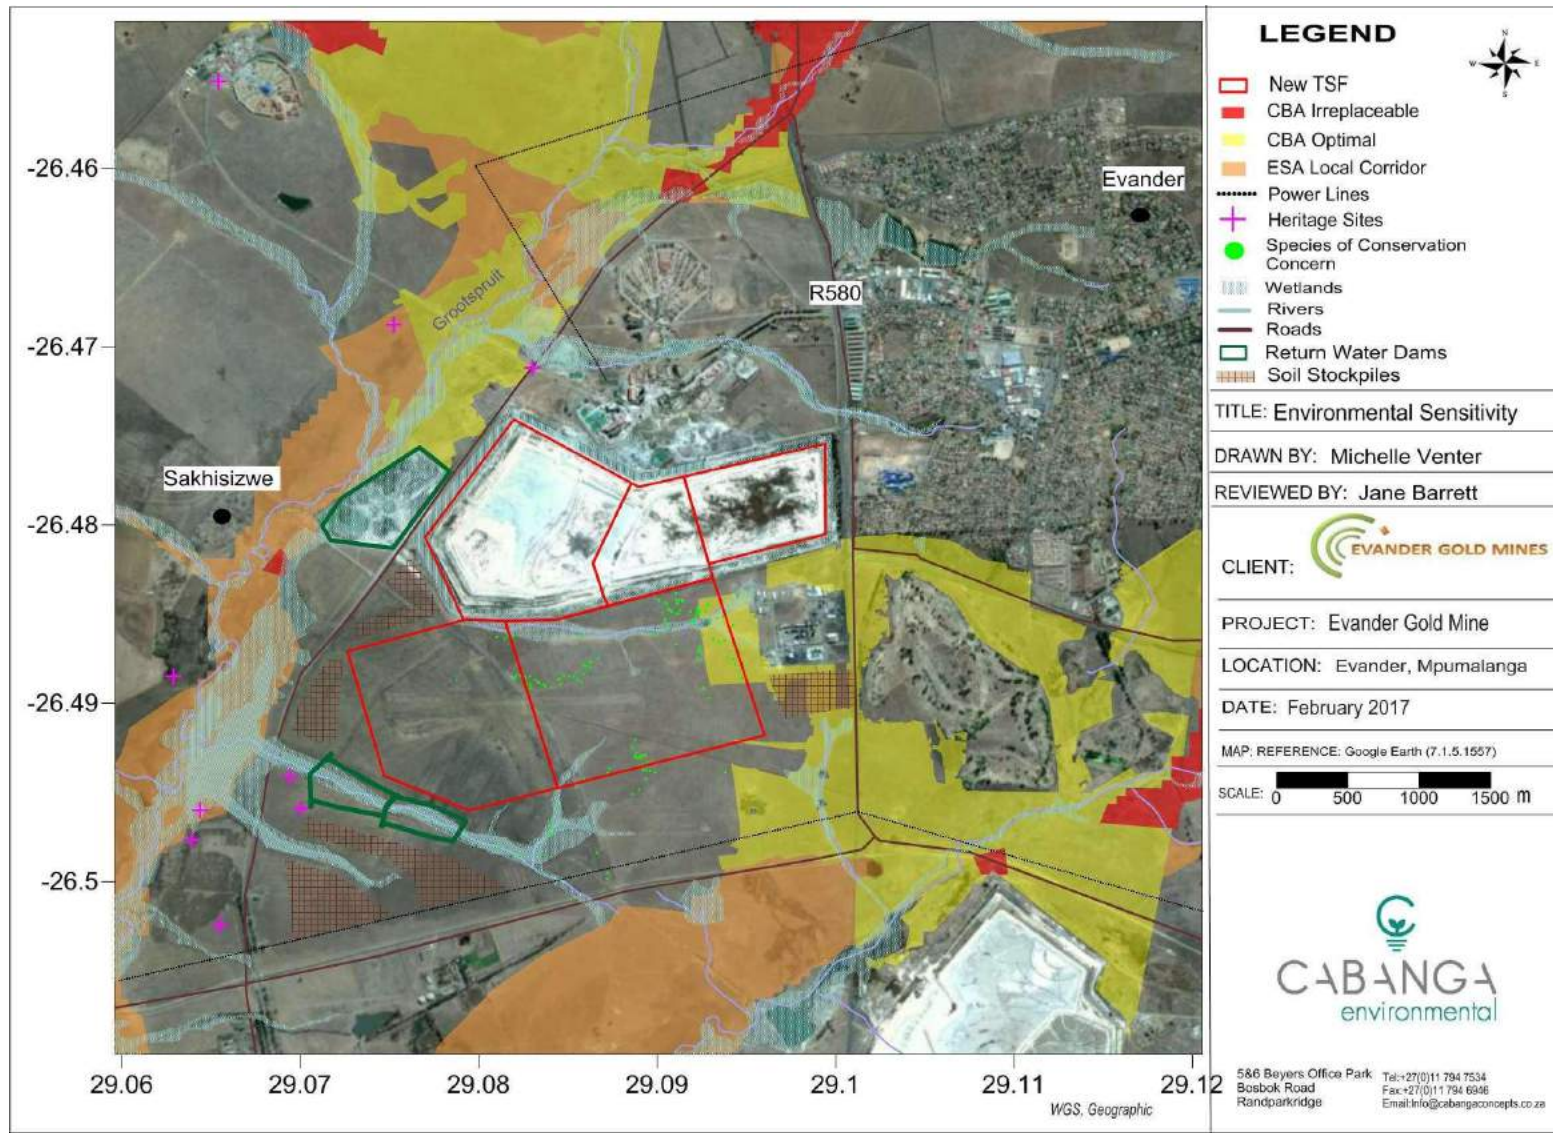 -26.46
-26.47
-26.48
-26.49
-26.5
29.06
29.07
29.08
29.09
29.1
29.11
29.12
WGS, Geographic
Evander
R580
Grootspruit
Sakhisizwe
LEGEND
N
W E
S
New TSF
CBA Irreplaceable
CBA Optimal
ESA Local Corridor
Power Lines
Heritage Sites
Species of Conservation
Concern
Wetlands
Rivers
Roads
Return Water Dams
Soil Stockpiles
TITLE: Environmental Sensitivity
DRAWN BY: Michelle Venter
REVIEWED BY: Jane Barrett
CLIENT: EVANDER GOLD MINES
PROJECT: Evander Gold Mine
LOCATION: Evander, Mpumalanga
DATE: February 2017
MAP: REFERENCE: Google Earth (7.1.5.1557)
SCALE: 0 500 1000 1500 m
CABANGA
environmental
5&6 Beyers Office Park
Bosbok Road
Randparkridge
Tel:+27(0)11 794 7534
Fax:+27(0)11 794 6946
Email:Info@cabangaconcepts.co.za